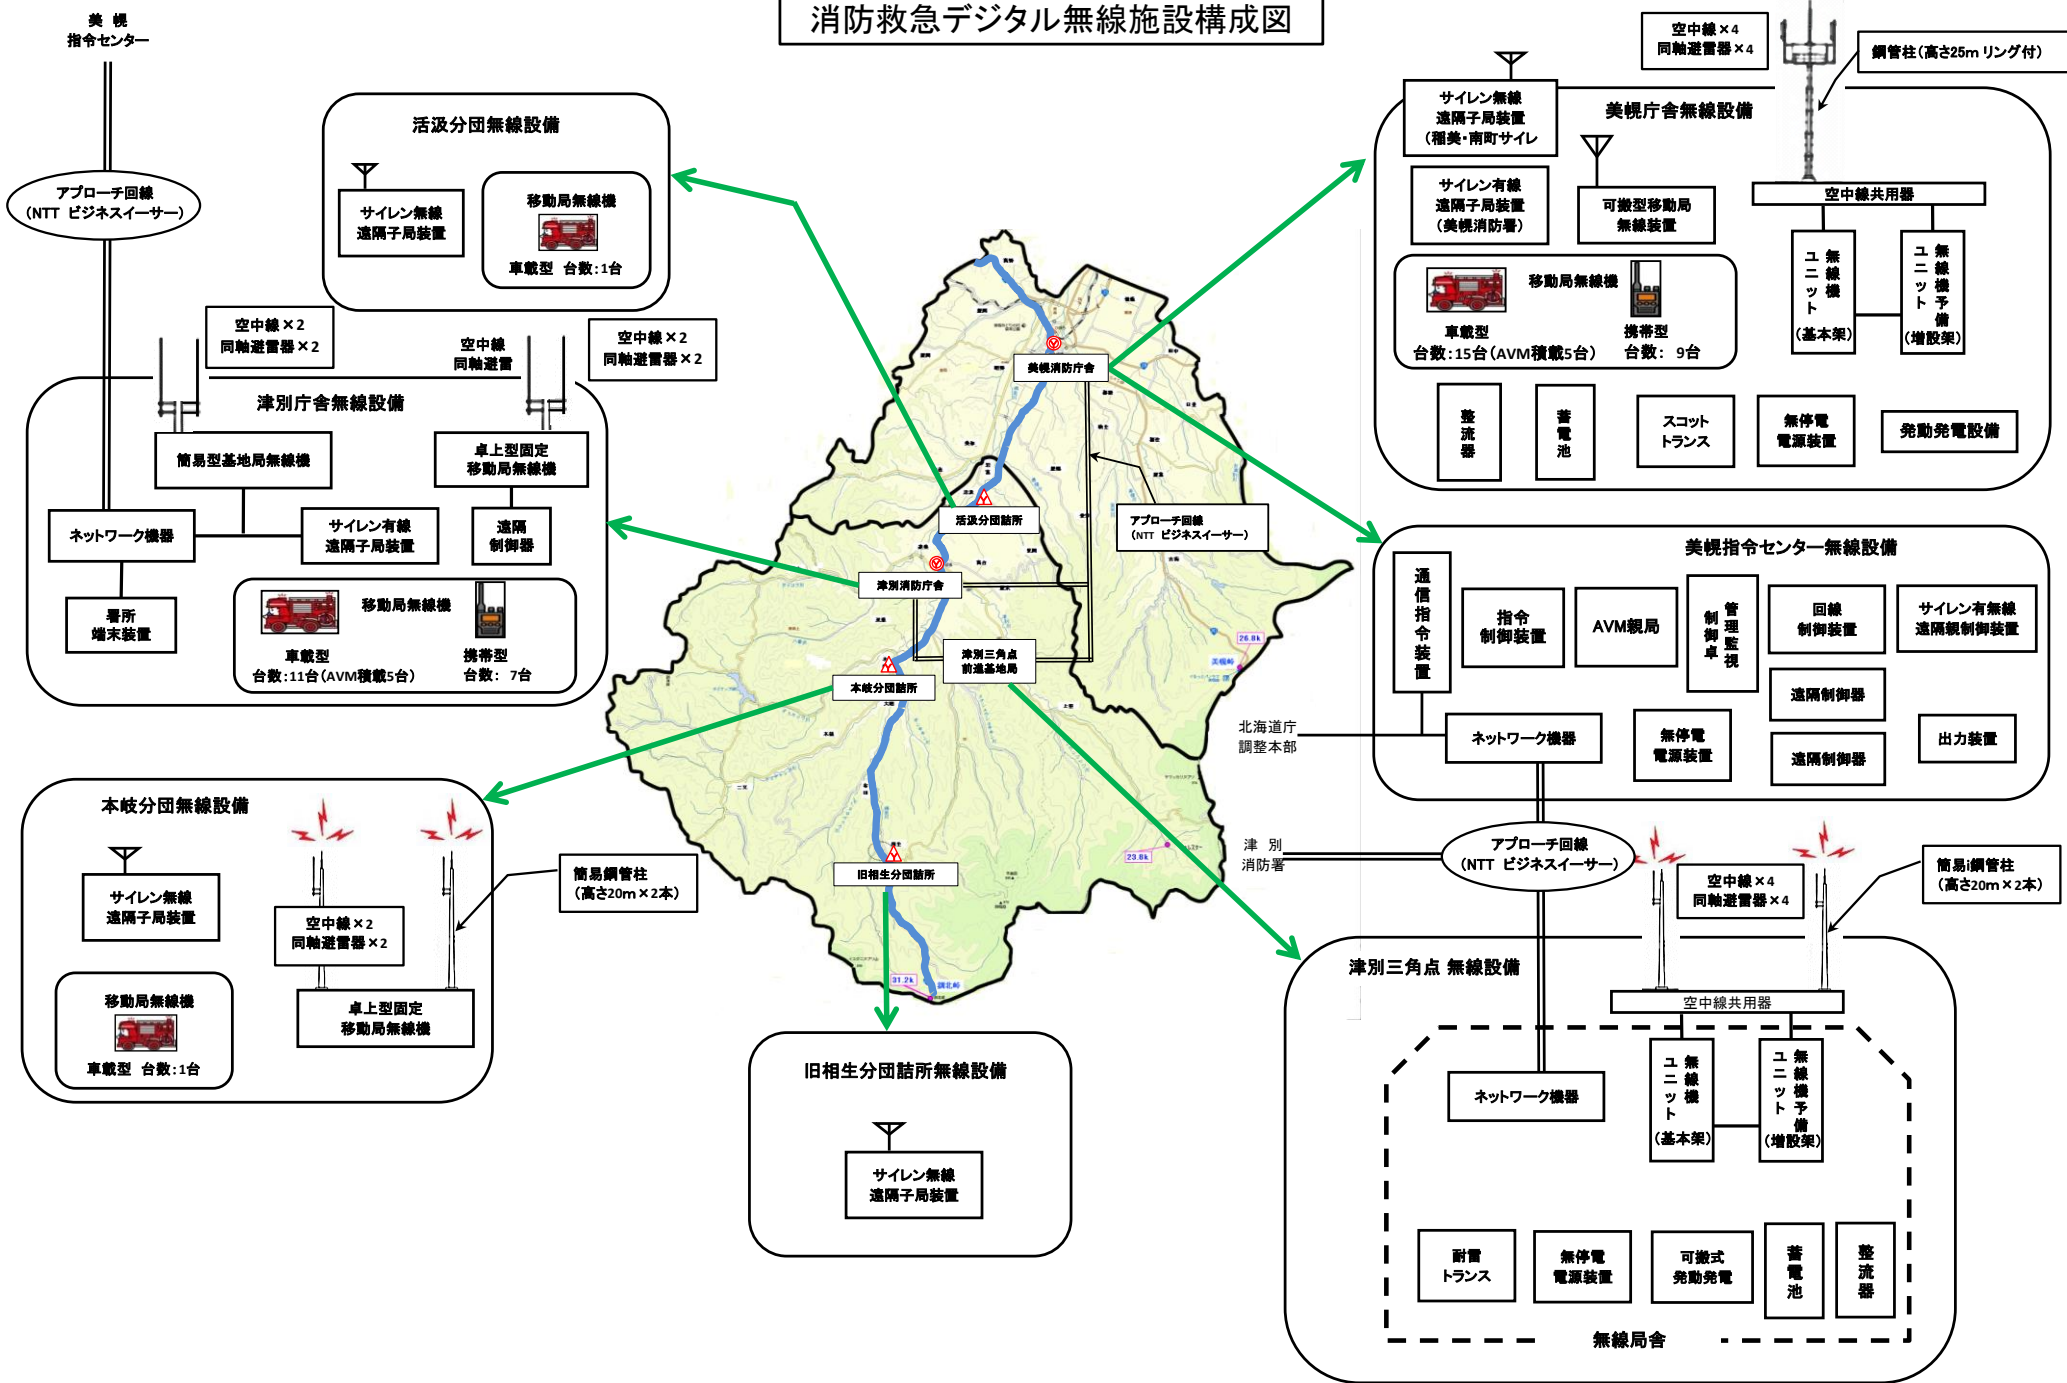 消防救急デジタル無線施設構成図
美 幌
指令センター
アプローチ回線
(NTT ビジネスイーサー)
活汲分団無線設備
サイレン無線
遠隔子局装置
移動局無線機
車載型 台数:1台
空中線×2
同軸避雷器×2
空中線
同軸避雷
空中線×2
同軸避雷器×2
津別庁舎無線設備
簡易型基地局無線機
卓上型固定
移動局無線機
ネットワーク機器
サイレン有線
遠隔子局装置
遠隔
制御器
署所
端末装置
移動局無線機
車載型
台数:11台(AVM積載5台)
携帯型
台数: 7台
本岐分団無線設備
サイレン無線
遠隔子局装置
空中線×2
同軸避雷器×2
簡易鋼管柱
(高さ20m×2本)
移動局無線機
車載型 台数:1台
卓上型固定
移動局無線機
美幌消防庁舎
活汲分団詰所
アプローチ回線
(NTT ビジネスイーサー)
津別消防庁舎
津別三角点
前進基地局
本岐分団詰所
旧相生分団詰所
26.8k
美幌峠
23.8k
31.2k
釧北峠
旧相生分団詰所無線設備
サイレン無線
遠隔子局装置
空中線×4
同軸避雷器×4
鋼管柱(高さ25m リング付)
美幌庁舎無線設備
サイレン無線
遠隔子局装置
(稲美・南町サイレ
サイレン有線
遠隔子局装置
(美幌消防署)
可搬型移動局
無線装置
空中線共用器
無線機
ユニット
(基本架)
無線機予備
ユニット
(増設架)
移動局無線機
車載型
台数:15台(AVM積載5台)
携帯型
台数: 9台
整流器
蓄電池
スコット
トランス
無停電
電源装置
発動発電設備
美幌指令センター無線設備
通信指令装置
指令
制御装置
AVM親局
管理監視
制御卓
回線
制御装置
サイレン有無線
遠隔親制御装置
遠隔制御器
ネットワーク機器
無停電
電源装置
遠隔制御器
出力装置
北海道庁
調整本部
津 別
消防署
アプローチ回線
(NTT ビジネスイーサー)
空中線×4
同軸避雷器×4
簡易i鋼管柱
(高さ20m×2本)
津別三角点 無線設備
空中線共用器
ネットワーク機器
無線機
ユニット
(基本架)
無線機予備
ユニット
(増設架)
耐雷
トランス
無停電
電源装置
可搬式
発動発電
蓄電池
整流器
無線局舎